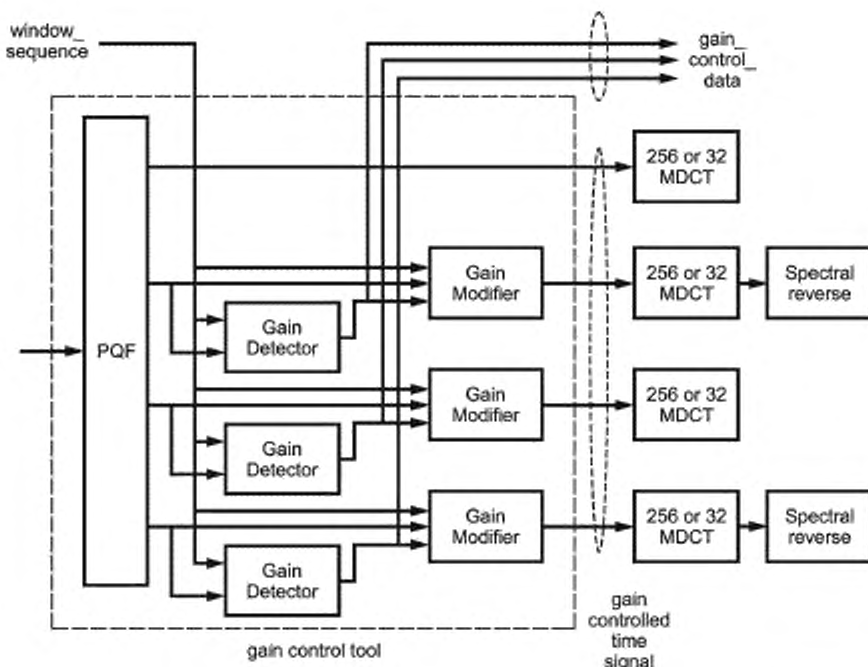 window_
sequence
gain_
control_
data
256 or 32
MDCT
PQF
Gain
Modifier
256 or 32
MDCT
Spectral
reverse
Gain
Detector
Gain
Modifier
256 or 32
MDCT
Gain
Detector
Gain
Modifier
256 or 32
MDCT
Spectral
reverse
Gain
Detector
gain control tool
gain
controlled
time
signal